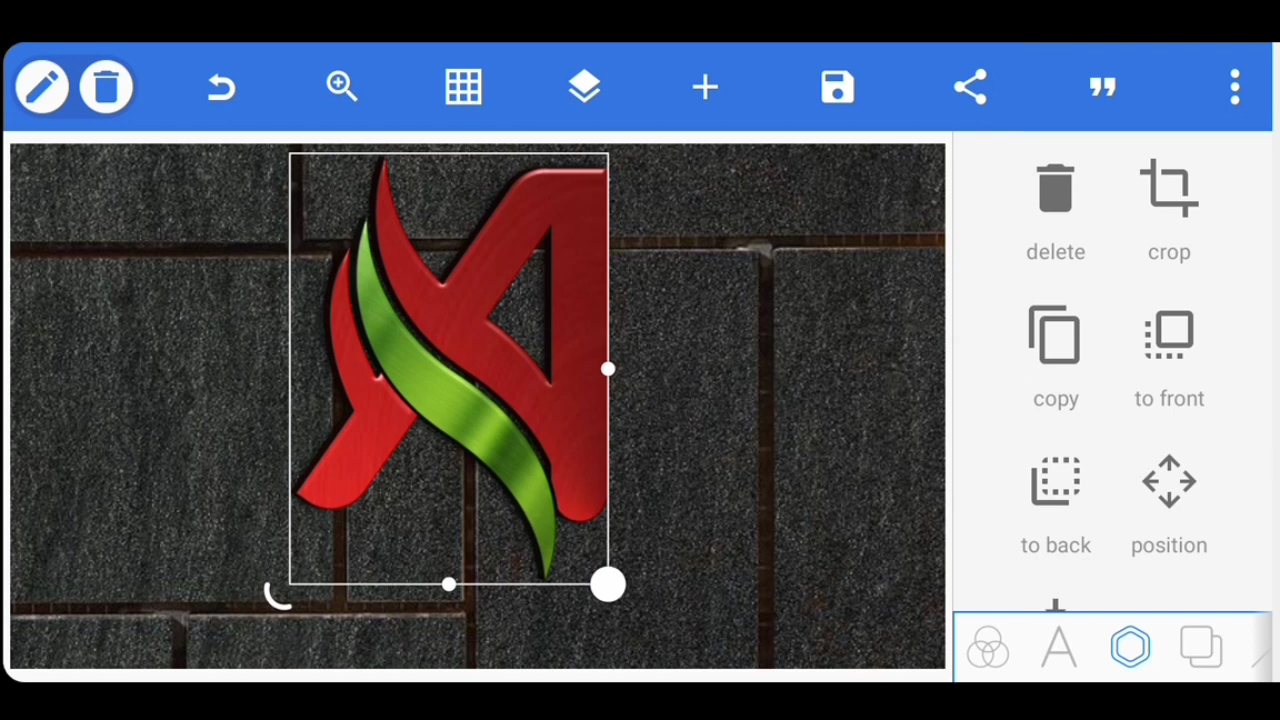 delete
crop
copy
to front
to back
position